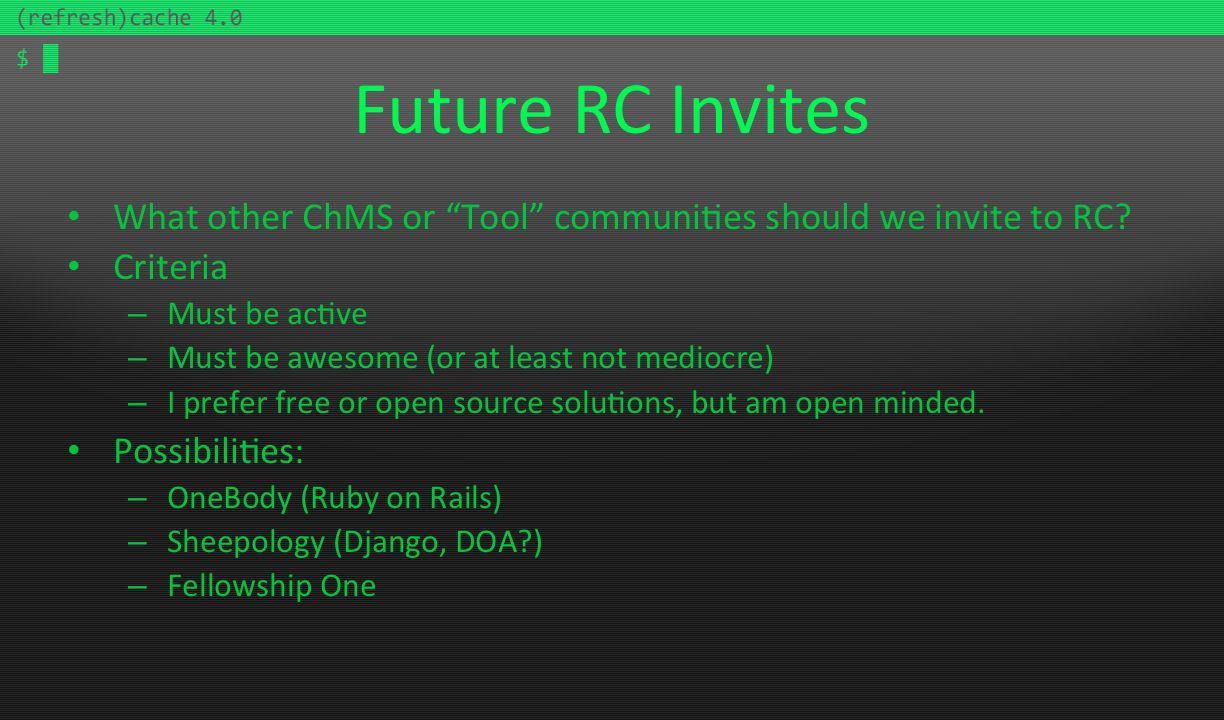 (refresh)cache 4.0
$
Future RC Invites
• What other ChMS or “Tool” communities should we invite to RC?
• Criteria
– Must be active
– Must be awesome (or at least not mediocre)
– I prefer free or open source solutions, but am open minded.
• Possibilities:
– OneBody (Ruby on Rails)
– Sheepology (Django, DOA?)
– Fellowship One